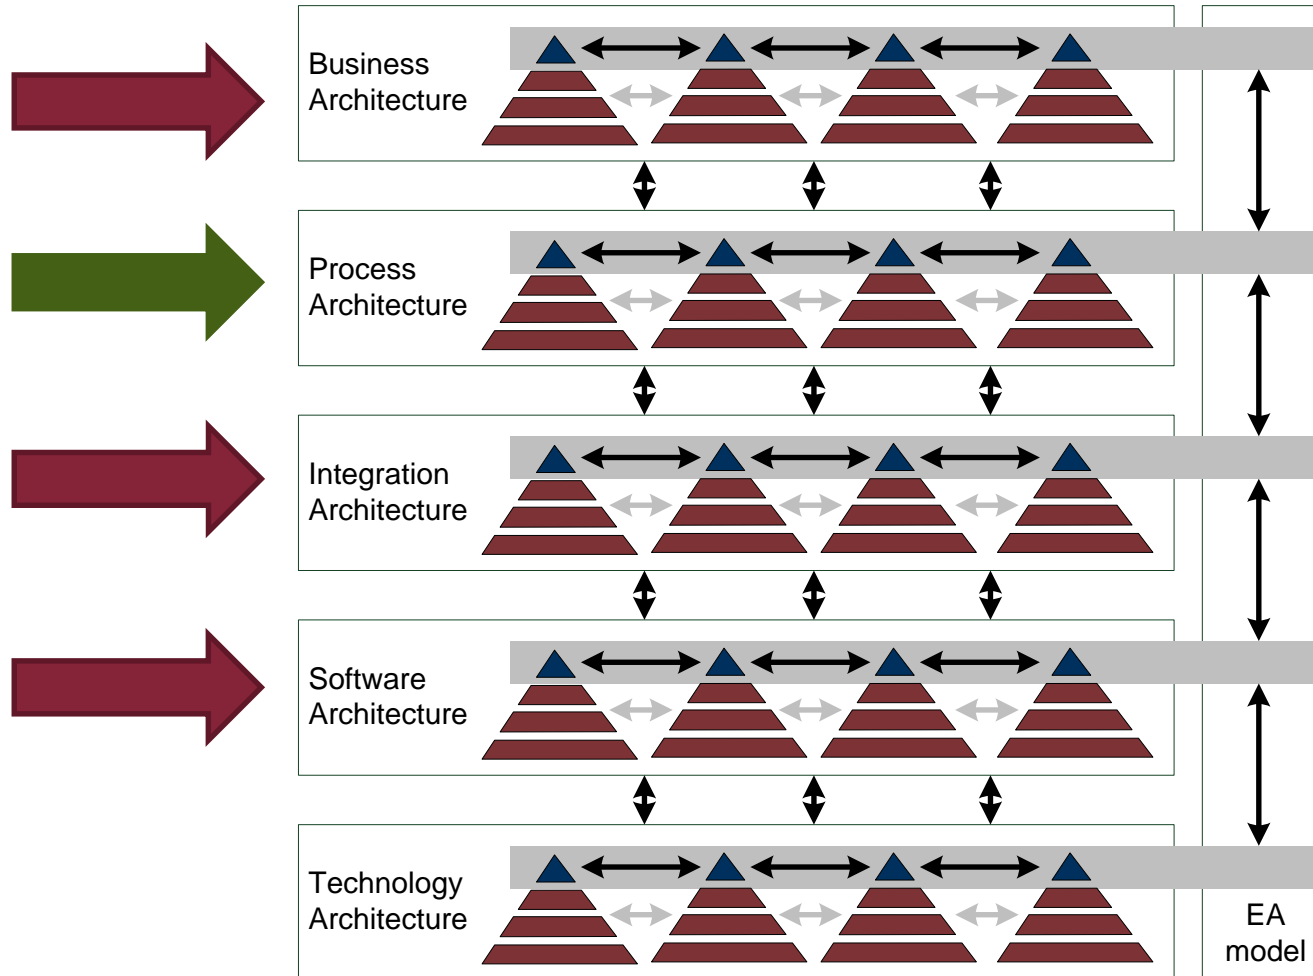 Business
Architecture
Process
Architecture
Integration
Architecture
Software
Architecture
Technology
Architecture
EA
model